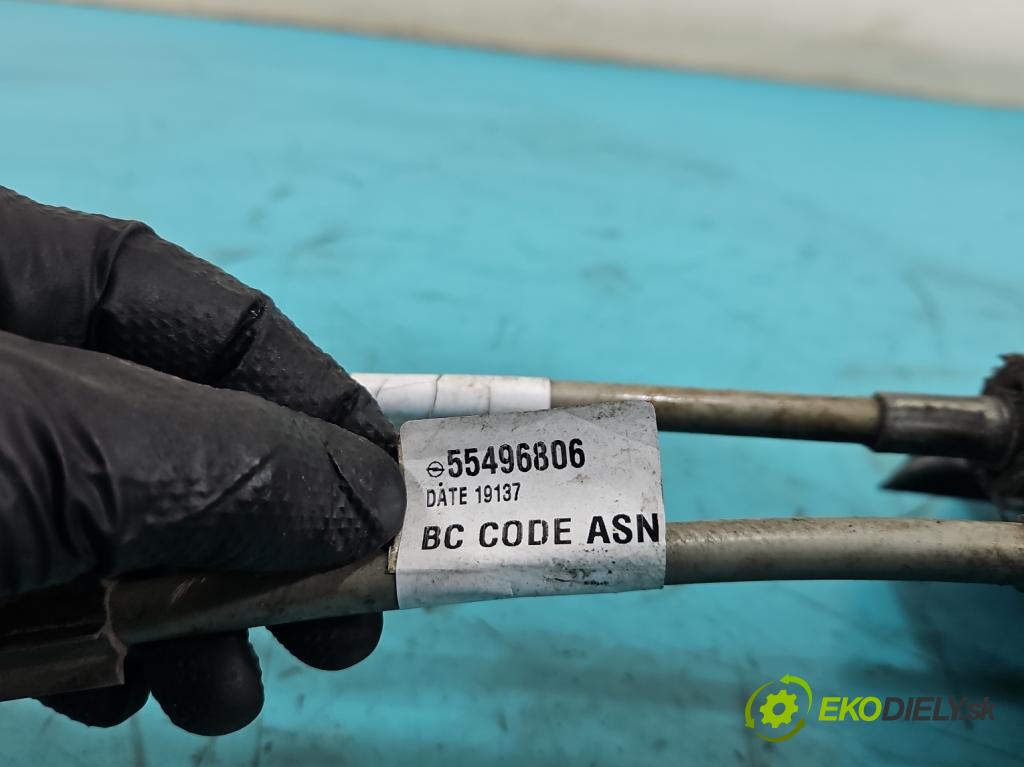 55496806
DATE 19137
BC CODE ASN
EKODIELY.sk